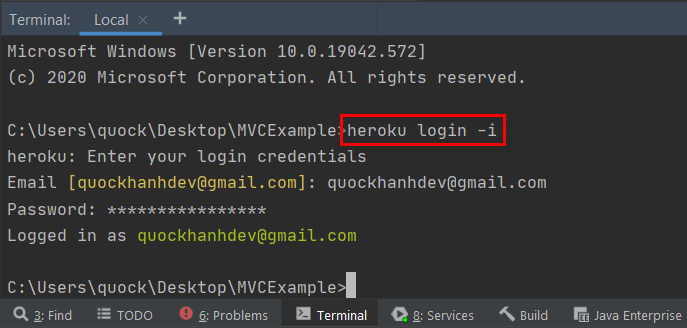 Terminal: Local × +
Microsoft Windows [Version 10.0.19042.572]
(c) 2020 Microsoft Corporation. All rights reserved.
C:\Users\quock\Desktop\MVCExample>heroku login -i
heroku: Enter your login credentials
Email [quockhanhdev@gmail.com]: quockhanhdev@gmail.com
Password: ***************
Logged in as quockhanhdev@gmail.com
C:\Users\quock\Desktop\MVCExample>
3: Find TODO 6: Problems Terminal 8: Services Build Java Enterprise